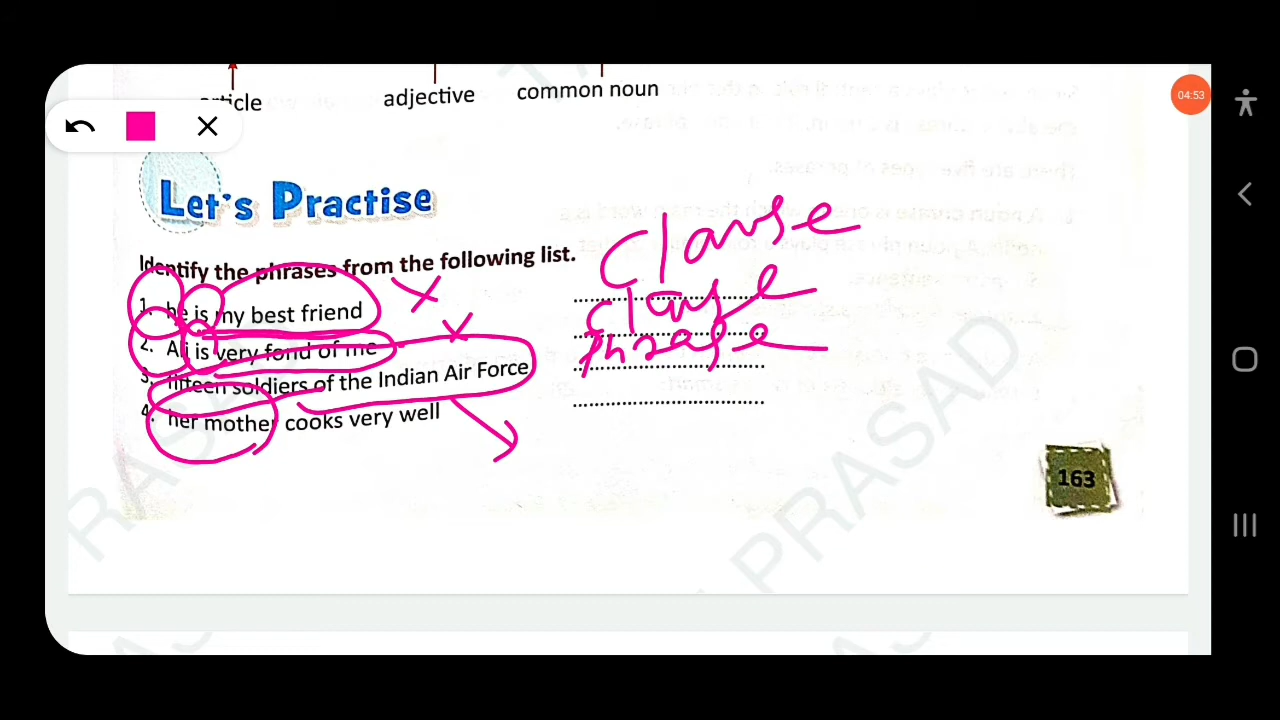 04:53
article adjective common noun
Let's Practise
Identify the phrases from the following list.
1. he is my best friend Clause
2. Ali is very fond of me Clause
3. fifteen soldiers of the Indian Air Force Phrase
4. her mother cooks very well
163
PRASAD
PRASAD